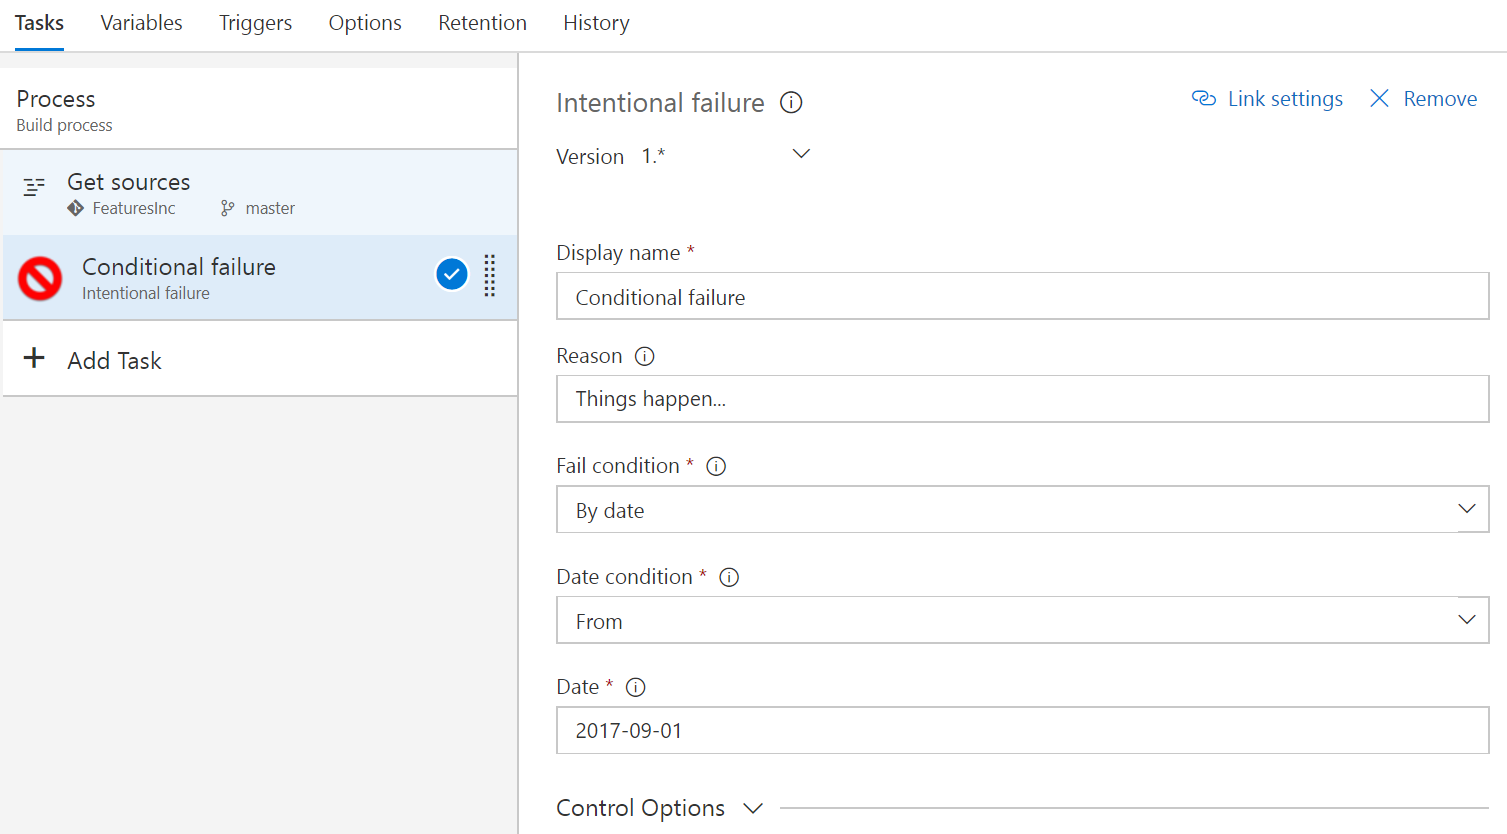 Tasks Variables Triggers Options Retention History
Process
Build process
Get sources
FeaturesInc master
Conditional failure
Intentional failure
Add Task
Intentional failure Link settings Remove
Version 1.*
Display name *
Conditional failure
Reason
Things happen...
Fail condition *
By date
Date condition *
From
Date *
2017-09-01
Control Options